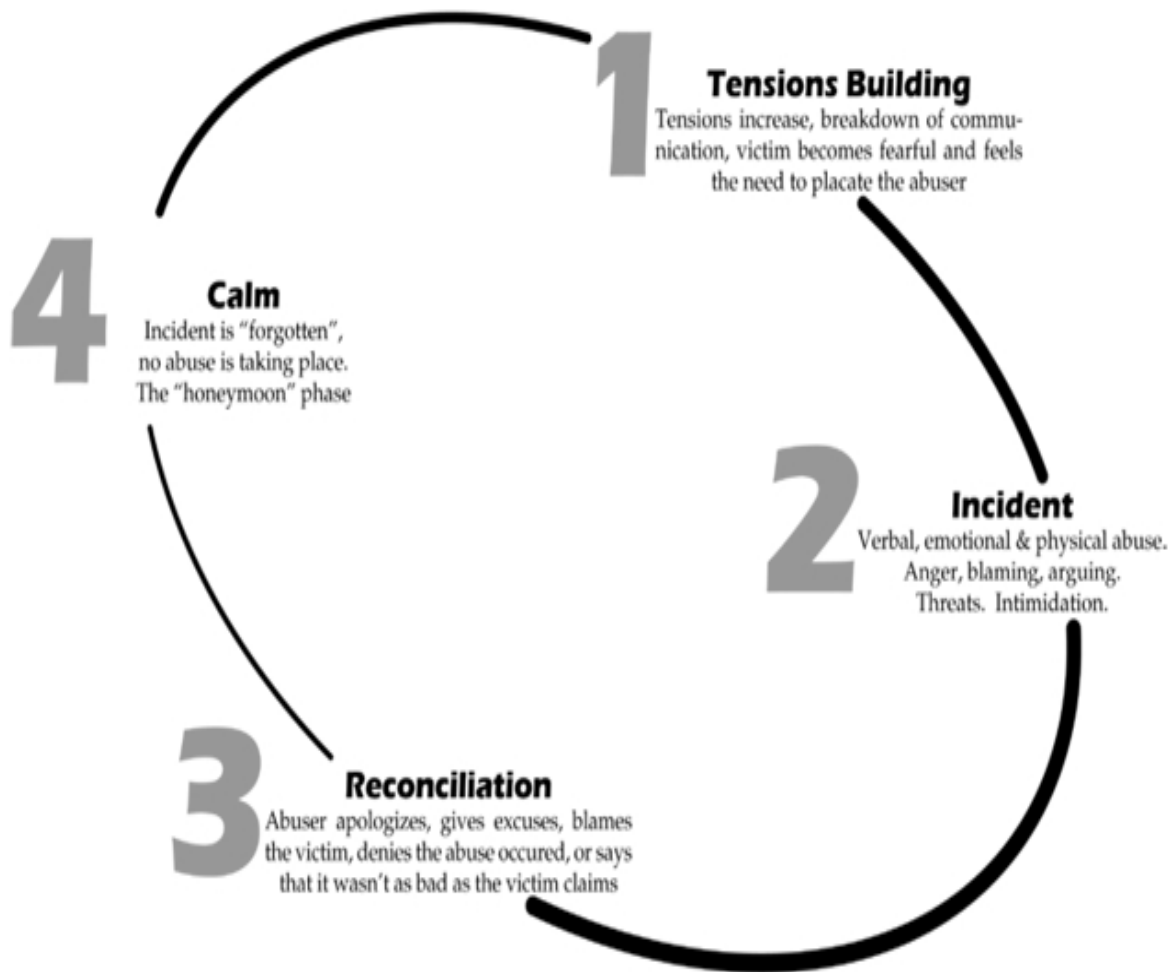 1
Tensions Building
Tensions increase, breakdown of commu-
nication, victim becomes fearful and feels
the need to placate the abuser
2
Incident
Verbal, emotional & physical abuse.
Anger, blaming, arguing.
Threats. Intimidation.
3
Reconciliation
Abuser apologizes, gives excuses, blames
the victim, denies the abuse occured, or says
that it wasn't as bad as the victim claims
4
Calm
Incident is “forgotten”,
no abuse is taking place.
The “honeymoon” phase